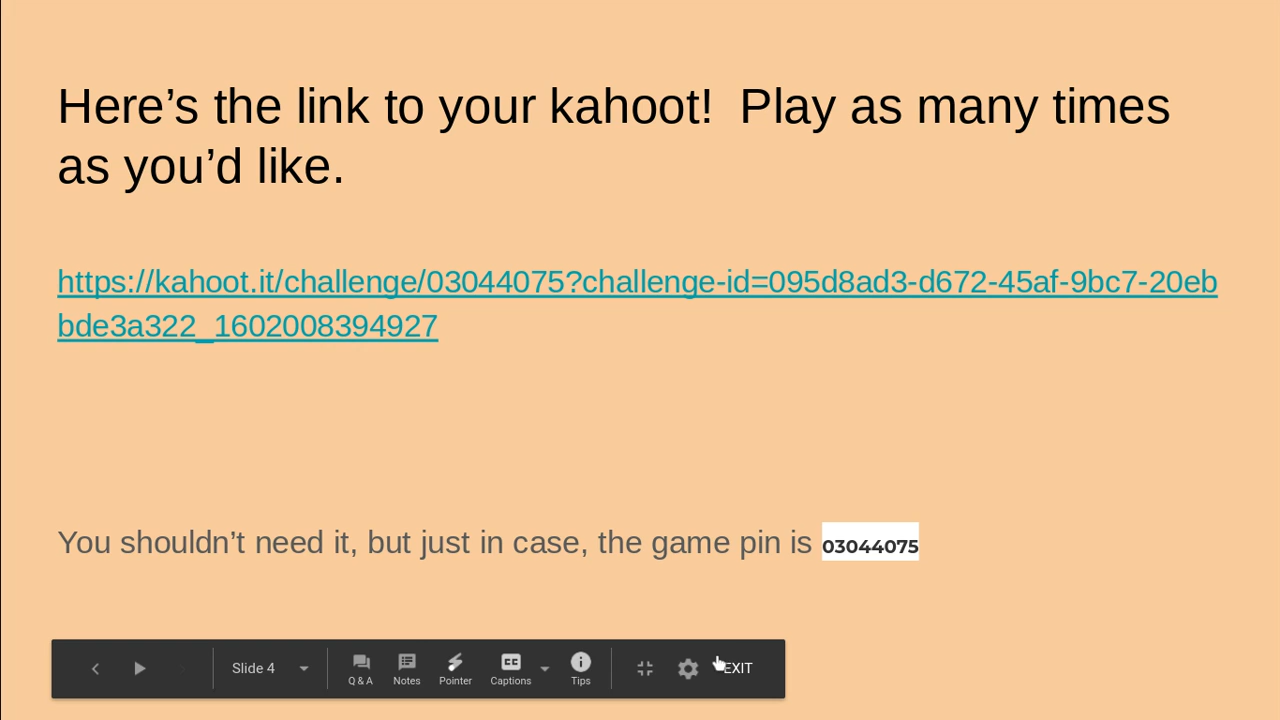 Here’s the link to your kahoot!  Play as many times
as you’d like.
https://kahoot.it/challenge/03044075?challenge-id=095d8ad3-d672-45af-9bc7-20eb
bde3a322_1602008394927
You shouldn’t need it, but just in case, the game pin is 03044075
Slide 4 Q & A Notes Pointer Captions Tips EXIT